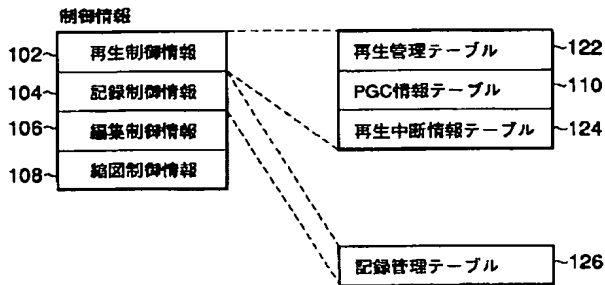 制御情報
102 再生制御情報
104 記録制御情報
106 編集制御情報
108 縮図制御情報
再生管理テーブル 122
PGC情報テーブル 110
再生中断情報テーブル 124
記録管理テーブル 126